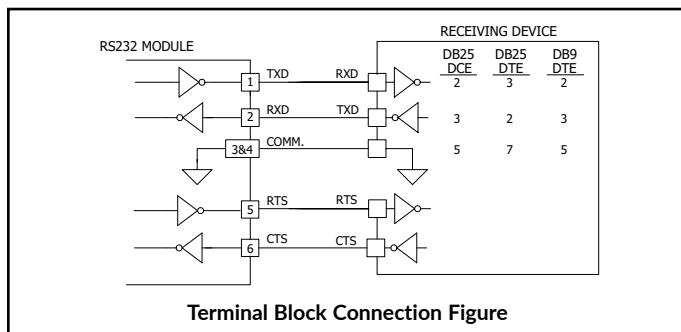 RECEIVING DEVICE
RS232 MODULE
DB25 DB25 DB9
DCE DTE DTE
1 TXD RXD 2 3 2
2 RXD TXD 3 2 3
3&4 COMM. 5 7 5
5 RTS RTS
6 CTS CTS
Terminal Block Connection Figure